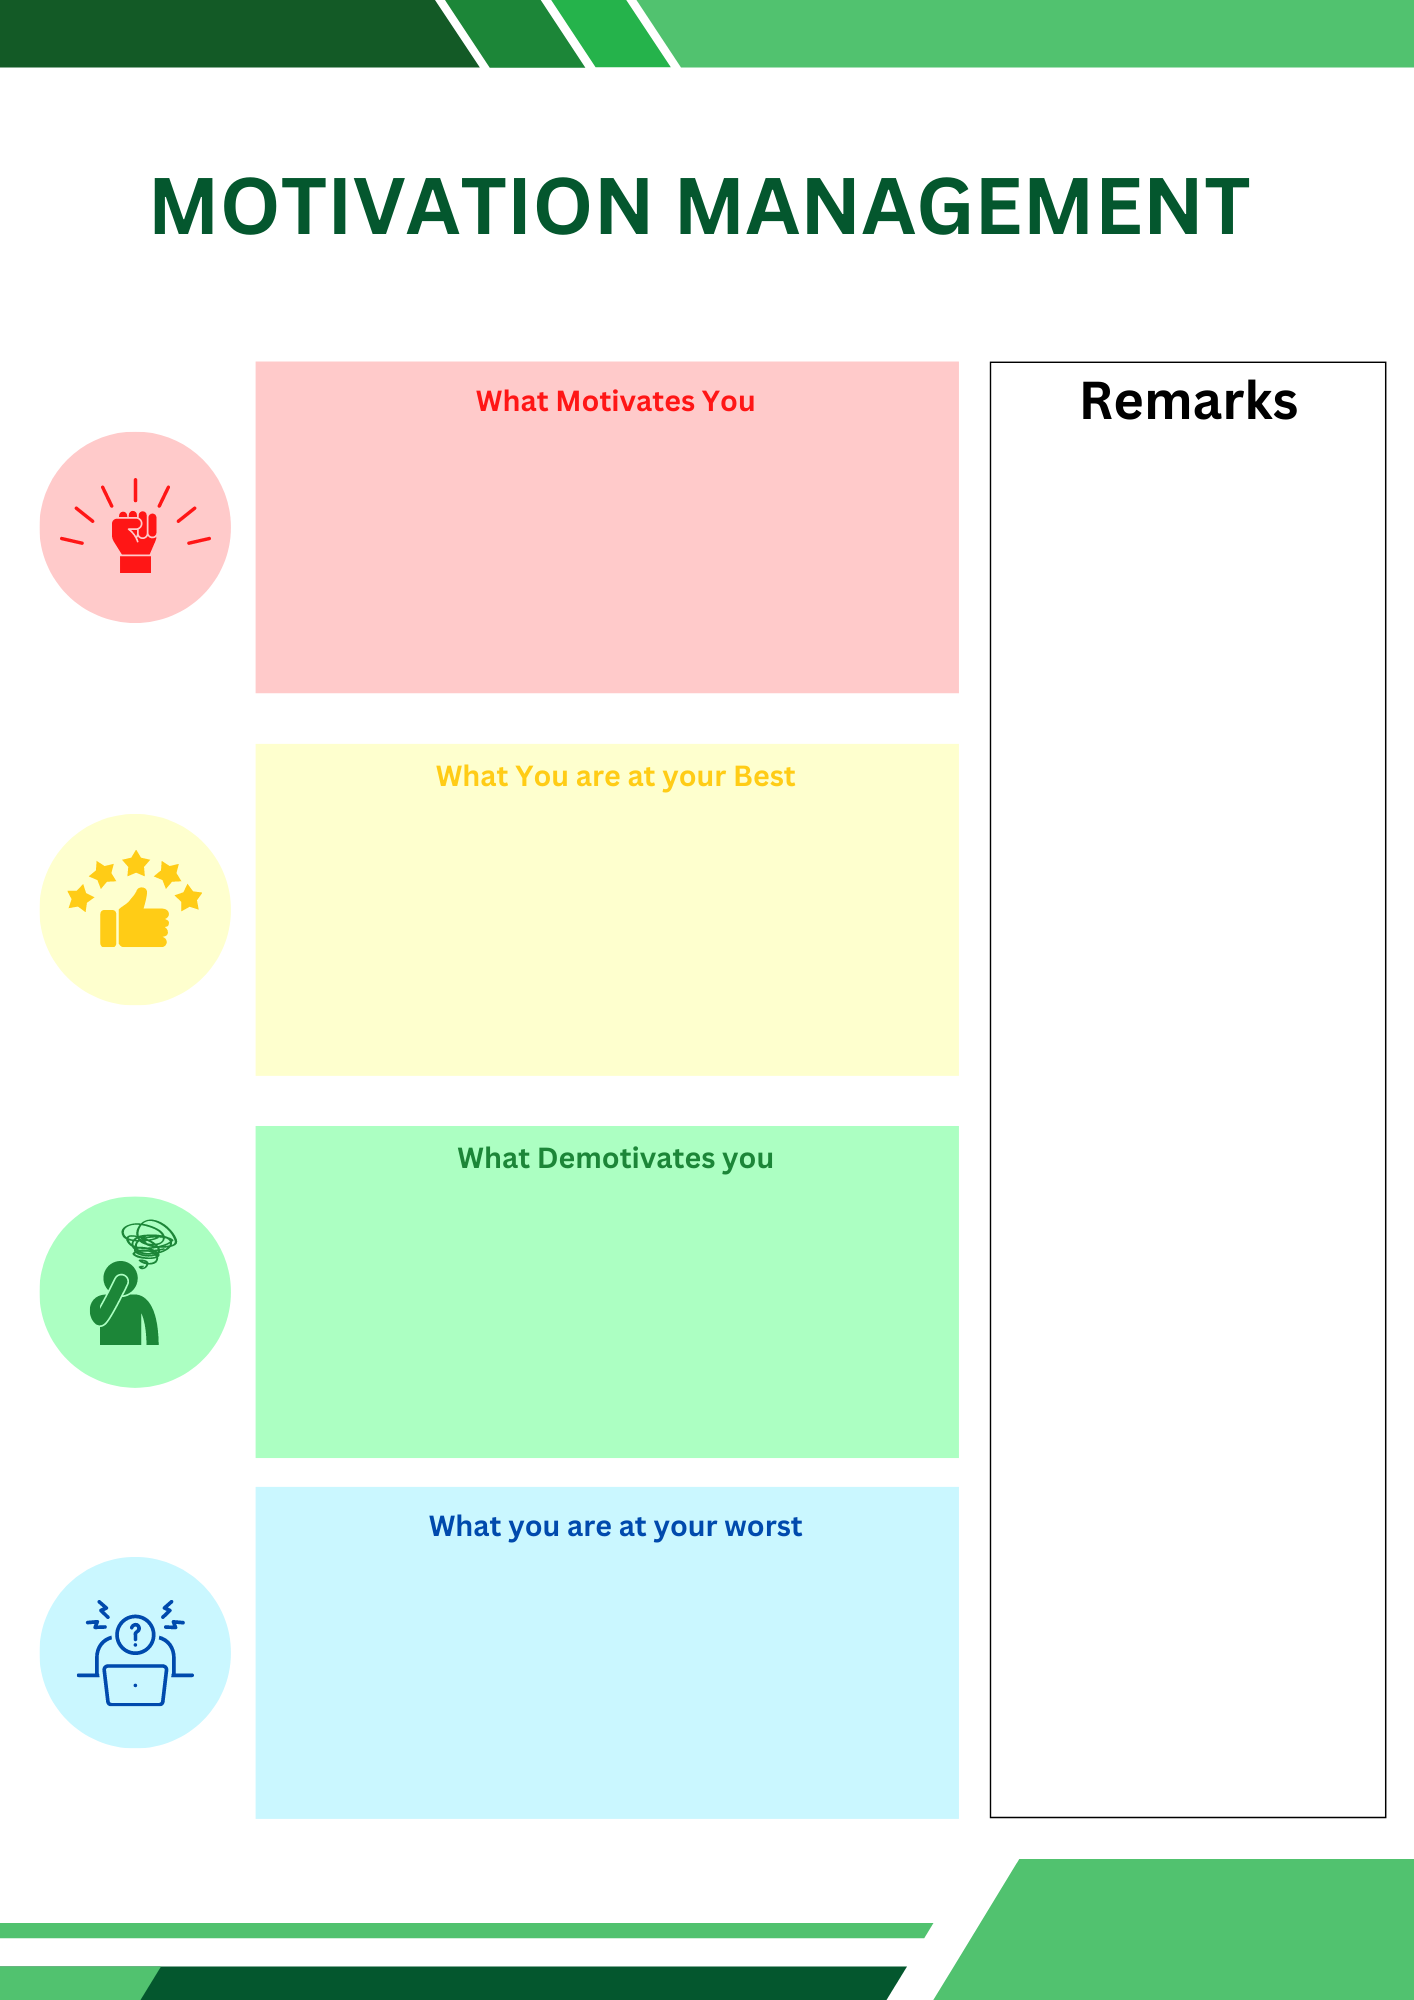 MOTIVATION MANAGEMENT
What Motivates You
Remarks
What You are at your Best
What Demotivates you
What you are at your worst
?